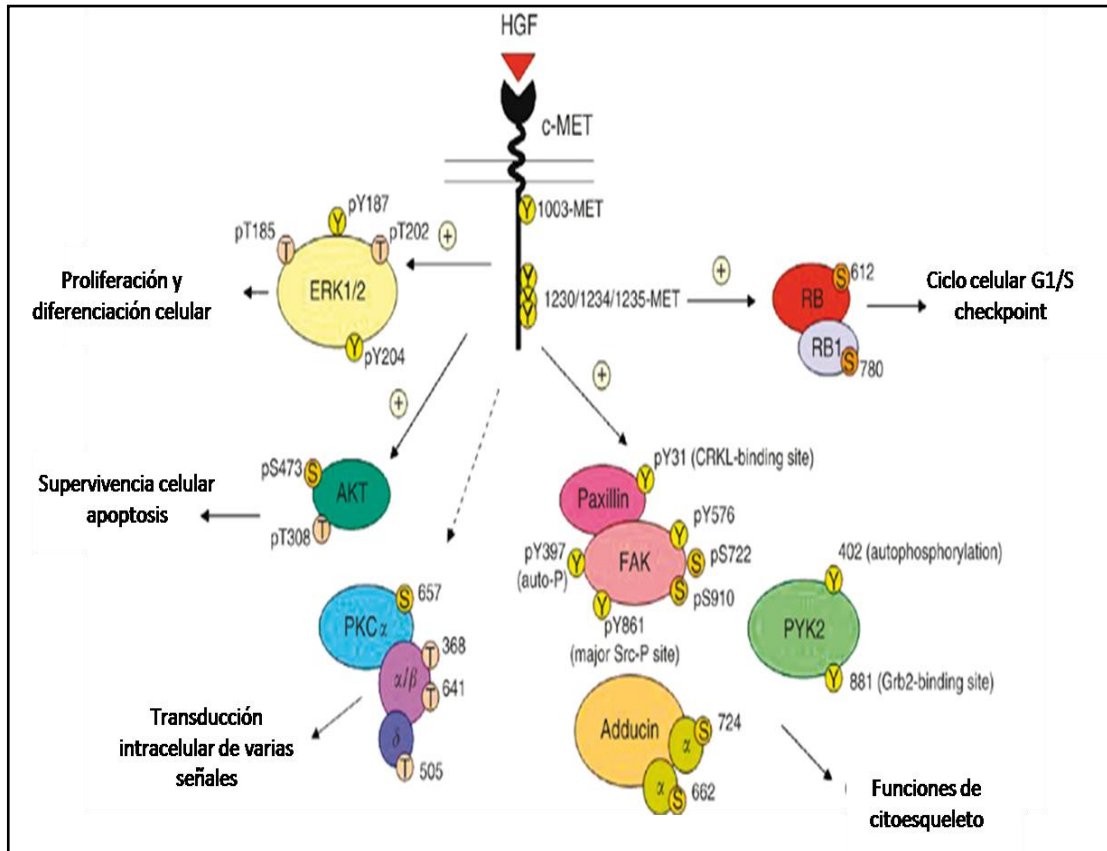 HGF
c-MET
Y 1003-MET
Y
Y
Y
1230/1234/1235-MET
+
pY187
Y
pT185
T
pT202
T
ERK1/2
Y
pY204
+
Proliferación y
diferenciación celular
S 612
RB
RB1
S
780
Ciclo celular G1/S
checkpoint
+
+
pS473
S
AKT
T
pT308
Supervivencia celular
apoptosis
pY31 (CRKL-binding site)
Y
Paxillin
pY576
Y
pY397
(auto-P)
Y
FAK
S
pS722
S
pS910
Y
pY861
(major Src-P site)
402 (autophosphorylation)
Y
PYK2
Y
881 (Grb2-binding site)
657
S
PKC α
368
T
α/β
T
641
δ
T
505
Transducción
intracelular de varias
señales
Adducin
S
724
α
α
S
662
Funciones de
citoesqueleto